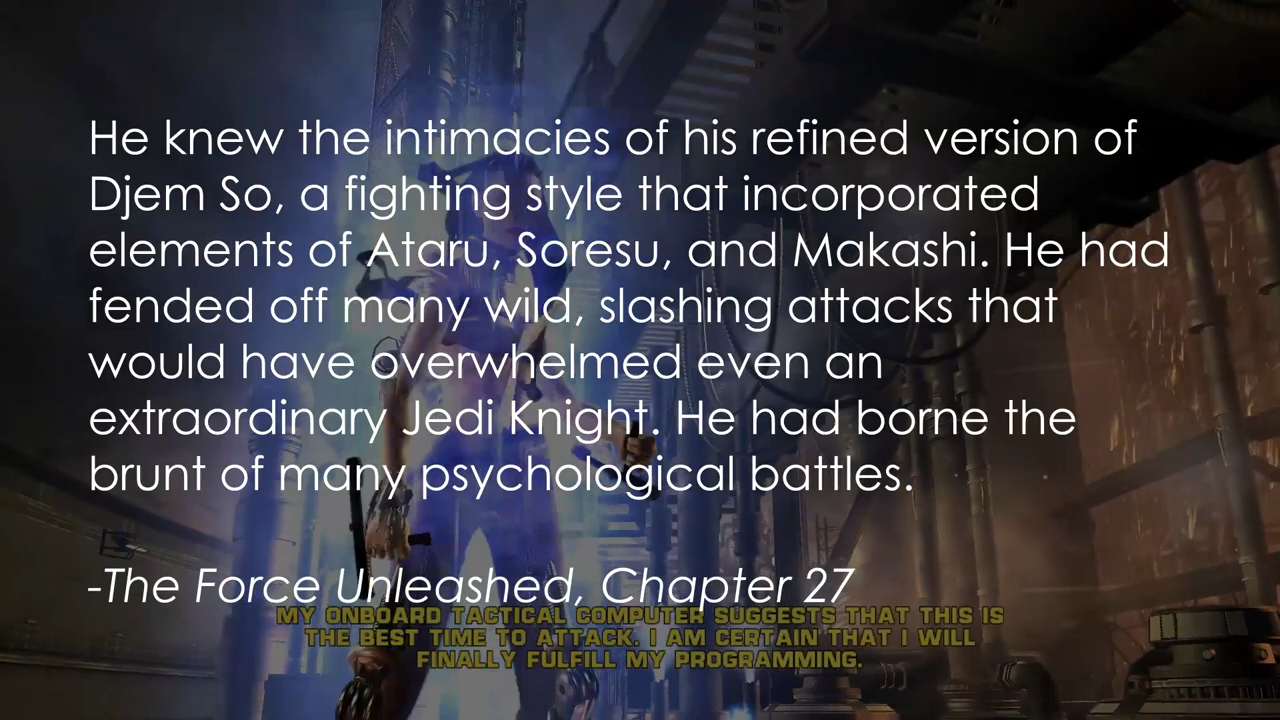 He knew the intimacies of his refined version of
Djem So, a fighting style that incorporated
elements of Ataru, Soresu, and Makashi. He had
fended off many wild, slashing attacks that
would have overwhelmed even an
extraordinary Jedi Knight. He had borne the
brunt of many psychological battles.
-The Force Unleashed, Chapter 27
MY ONBOARD TACTICAL COMPUTER SUGGESTS THAT THIS IS
THE BEST TIME TO ATTACK. I AM CERTAIN THAT I WILL
FINALLY FULFILL MY PROGRAMMING.